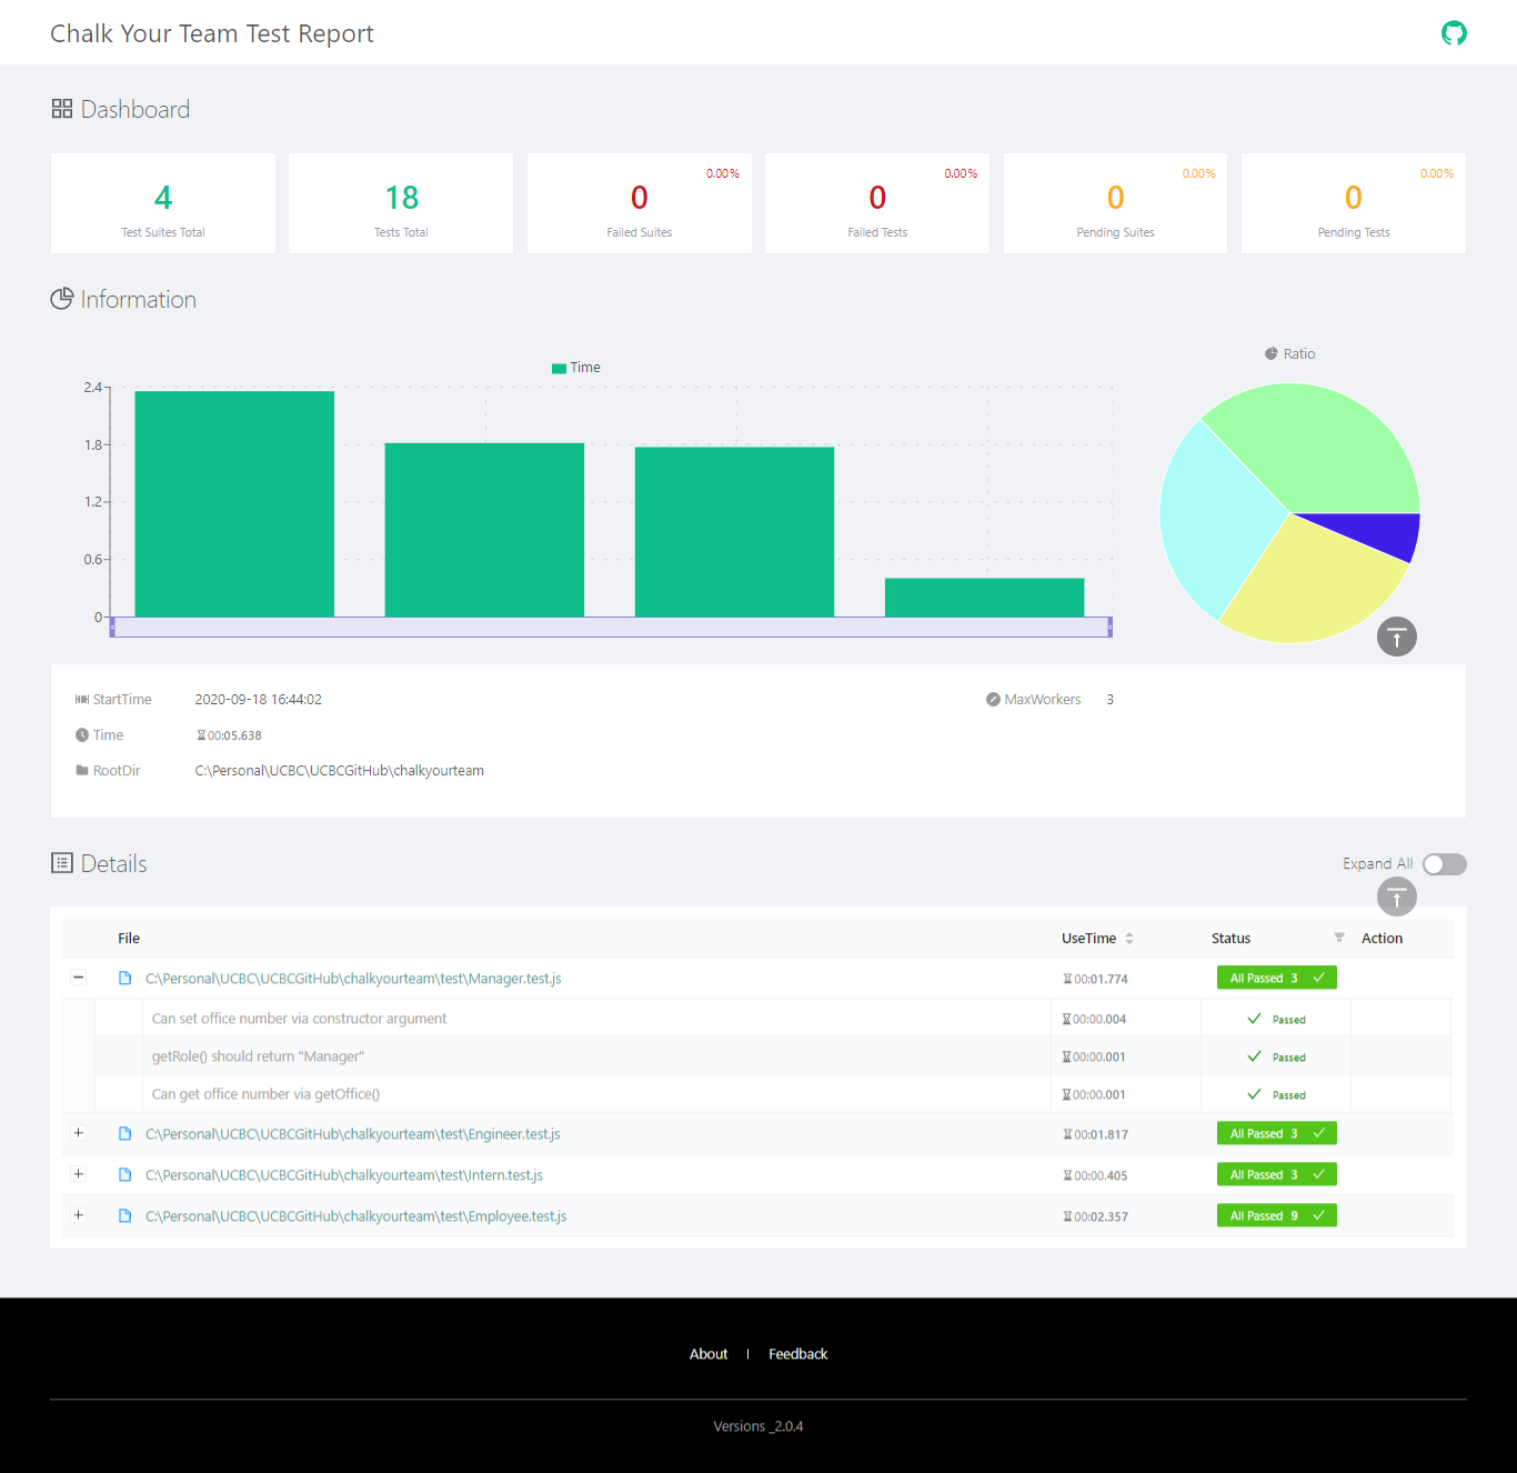 Chalk Your Team Test Report
Dashboard
4
Test Suites Total
18
Tests Total
0.00%
0
Failed Suites
0.00%
0
Failed Tests
0.00%
0
Pending Suites
0.00%
0
Pending Tests
Information
Time
2.4
1.8
1.2
0.6
0
Ratio
StartTime 2020-09-18 16:44:02 MaxWorkers 3
Time 00:05.638
RootDir C:\Personal\UCBC\UCBCGitHub\chalkyourteam
Details Expand All
File UseTime Status Action
C:\Personal\UCBC\UCBCGitHub\chalkyourteam\test\Manager.test.js 00:01.774 All Passed 3
Can set office number via constructor argument 00:00.004 Passed
getRole() should return "Manager" 00:00.001 Passed
Can get office number via getOffice() 00:00.001 Passed
C:\Personal\UCBC\UCBCGitHub\chalkyourteam\test\Engineer.test.js 00:01.817 All Passed 3
C:\Personal\UCBC\UCBCGitHub\chalkyourteam\test\Intern.test.js 00:00.405 All Passed 3
C:\Personal\UCBC\UCBCGitHub\chalkyourteam\test\Employee.test.js 00:02.357 All Passed 9
About | Feedback
Versions _2.0.4